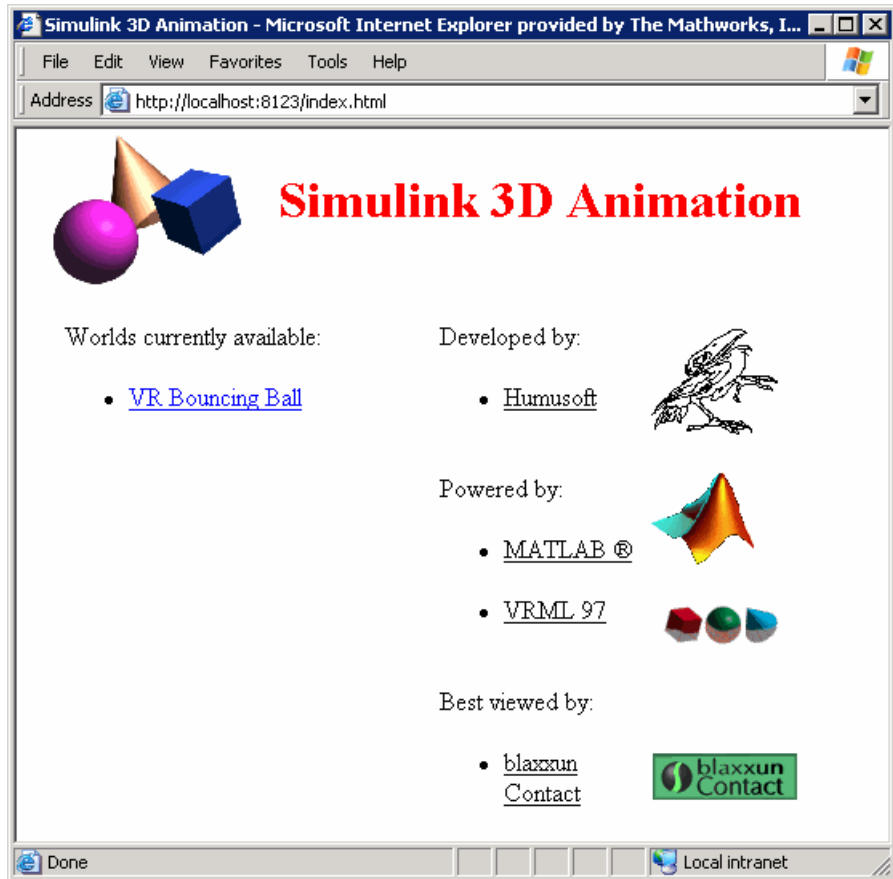 Simulink 3D Animation - Microsoft Internet Explorer provided by The Mathworks, I...
File Edit View Favorites Tools Help
Address http://localhost:8123/index.html
Simulink 3D Animation
Worlds currently available:
VR Bouncing Ball
Developed by:
Humusoft
Powered by:
MATLAB ®
VRML 97
Best viewed by:
blaxxun
Contact
blaxxun
Contact
Done
Local intranet